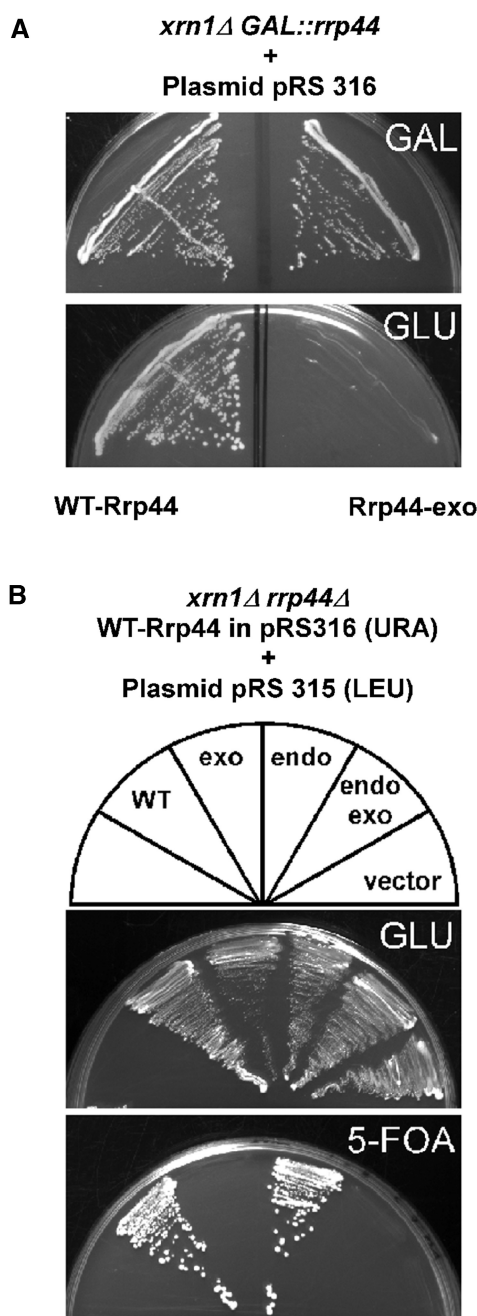 A
xrn1Δ GAL::rrp44
+
Plasmid pRS 316
GAL
GLU
WT-Rrp44
Rrp44-exo
B
xrn1Δ rrp44Δ
WT-Rrp44 in pRS316 (URA)
+
Plasmid pRS 315 (LEU)
WT
exo
endo
endo
exo
vector
GLU
5-FOA